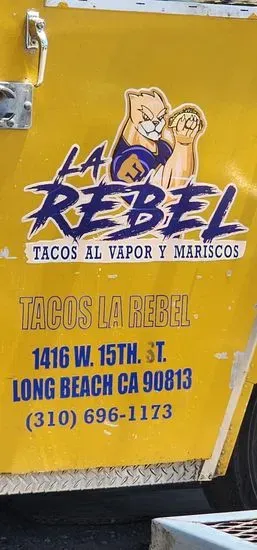 LA
REBEL
TACOS AL VAPOR Y MARISCOS
TACOS LA REBEL
1416 W. 15TH. ST.
LONG BEACH CA 90813
(310) 696-1173